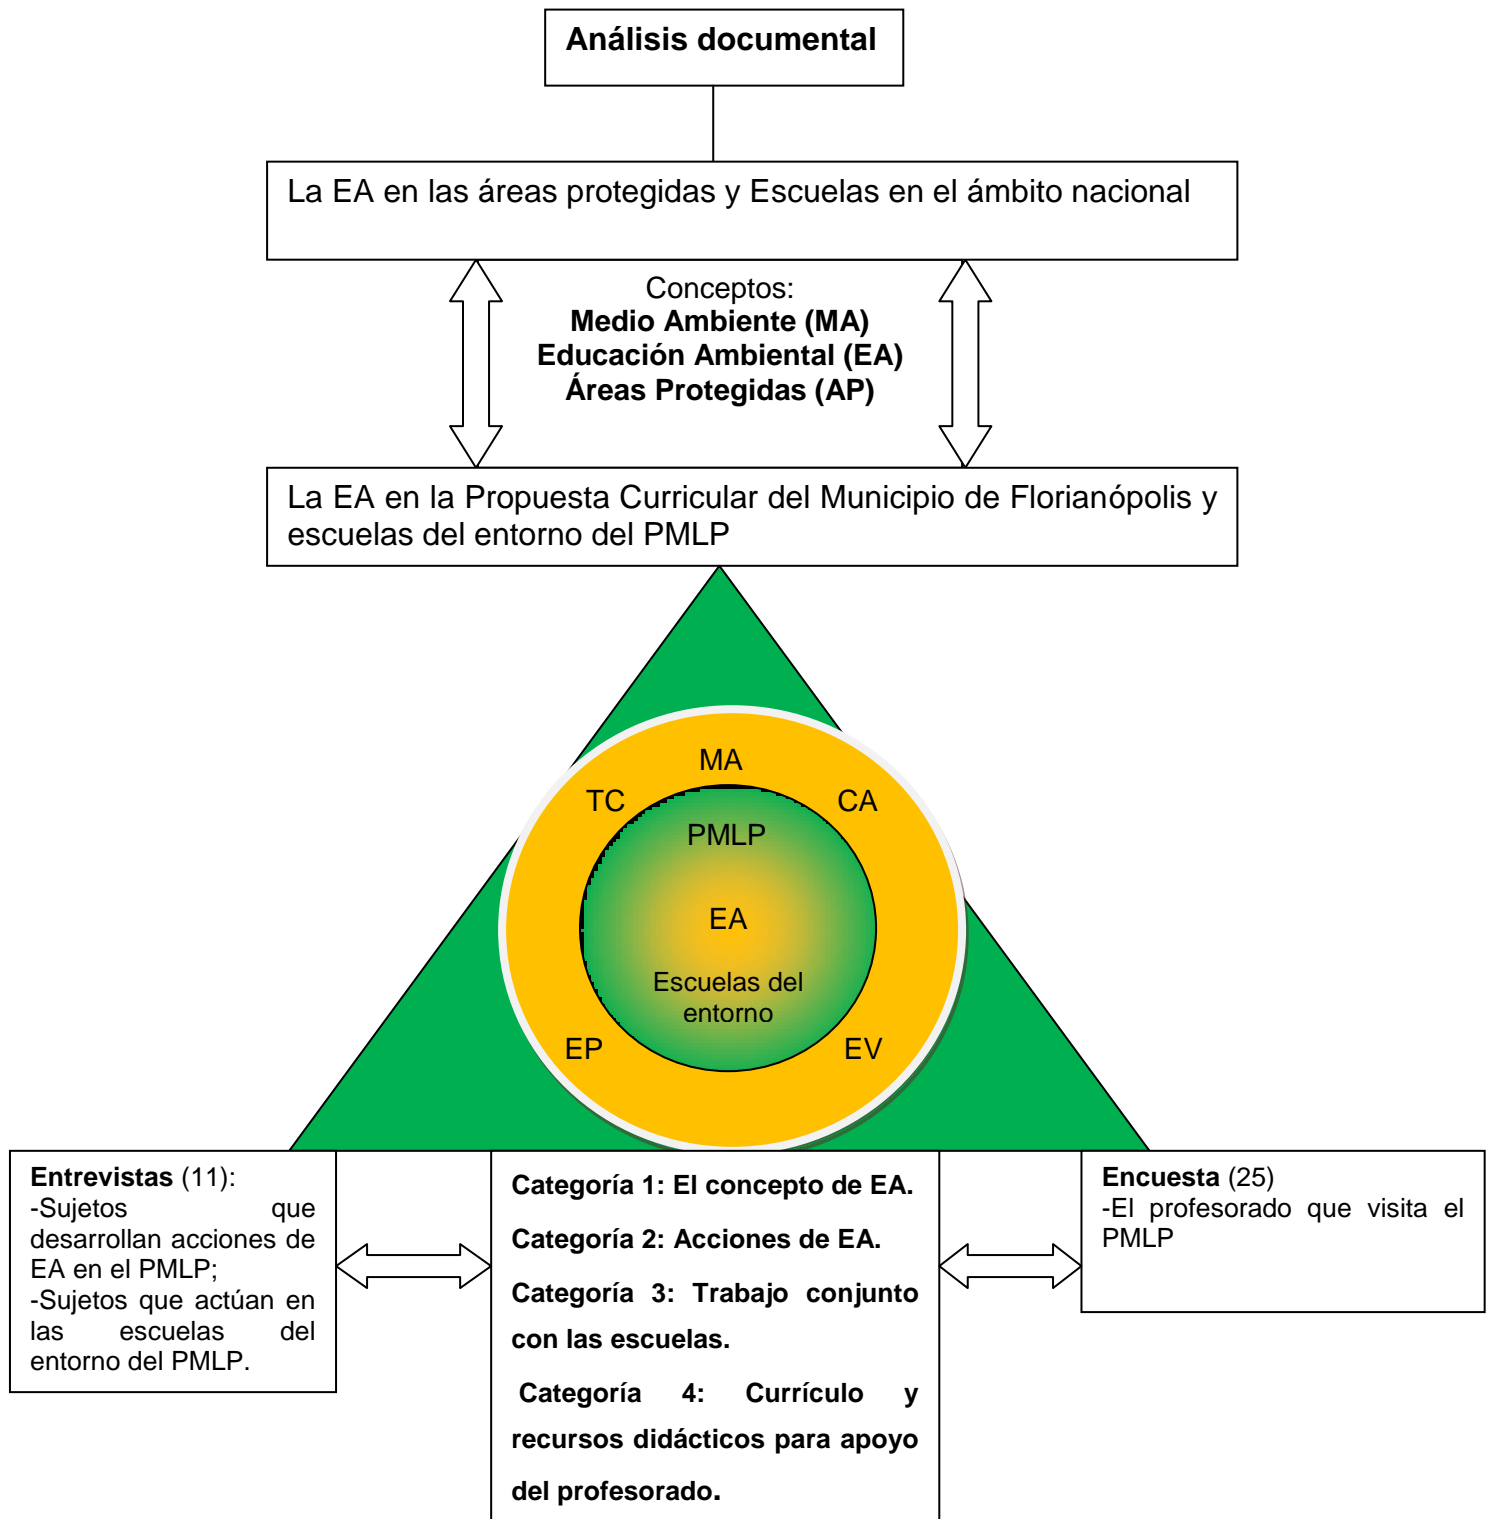 Análisis documental
La EA en las áreas protegidas y Escuelas en el ámbito nacional
Conceptos:
Medio Ambiente (MA)
Educación Ambiental (EA)
Áreas Protegidas (AP)
La EA en la Propuesta Curricular del Municipio de Florianópolis y
escuelas del entorno del PMLP
MA
TC
CA
PMLP
EA
Escuelas del
entorno
EP
EV
Entrevistas (11):
-Sujetos que
desarrollan acciones de
EA en el PMLP;
-Sujetos que actúan en
las escuelas del
entorno del PMLP.
Categoría 1: El concepto de EA.
Categoría 2: Acciones de EA.
Categoría 3: Trabajo conjunto
con las escuelas.
Categoría 4: Currículo y
recursos didácticos para apoyo
del profesorado.
Encuesta (25)
-El profesorado que visita el
PMLP